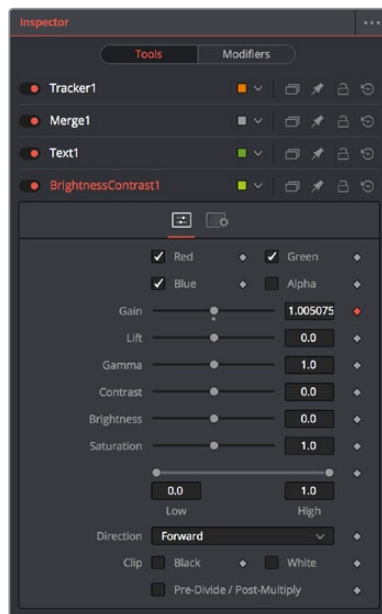 Inspector
Tools Modifiers
Tracker1
Merge1
Text1
BrightnessContrast1
Red Green
Blue Alpha
Gain 1.005075
Lift 0.0
Gamma 1.0
Contrast 0.0
Brightness 0.0
Saturation 1.0
0.0 1.0
Low High
Direction Forward
Clip Black White
Pre-Divide / Post-Multiply